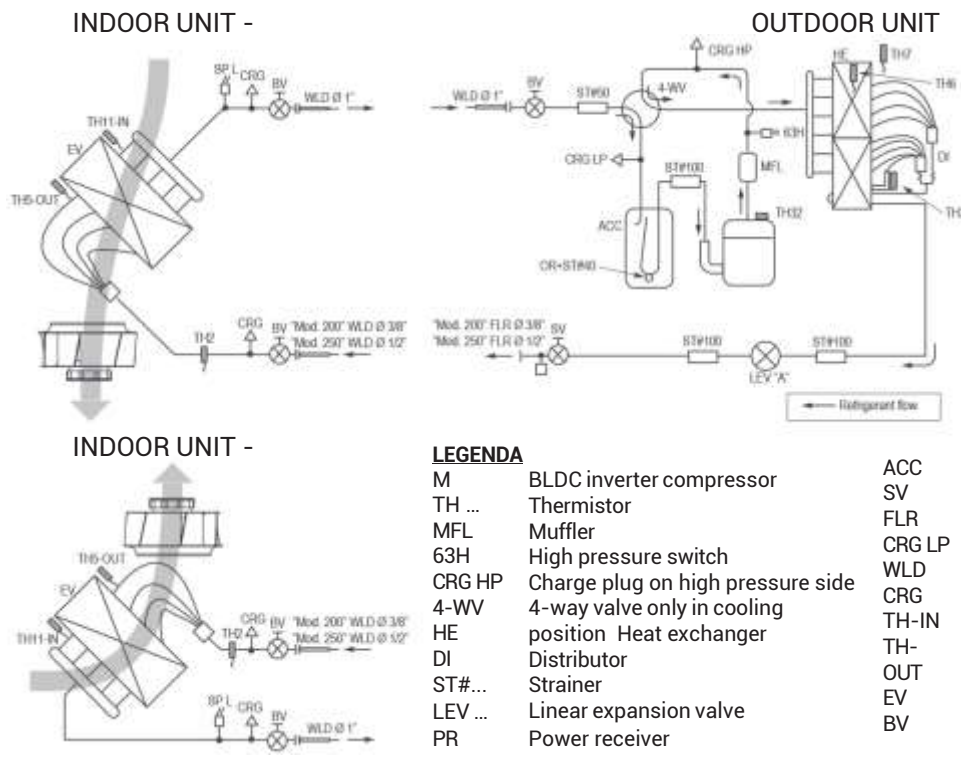 INDOOR UNIT -
SP L
CRG
BV
WLD Ø 1"
TH11-IN
EV
TH5-OUT
TH2
CRG
BV
"Mod. 200" WLD Ø 3/8"
"Mod. 250" WLD Ø 1/2"
OUTDOOR UNIT
CRG HP
HE
TH7
TH6
WLD Ø 1"
BV
ST#60
4-WV
63H
CRG LP
ST#100
MFL
DI
ACC
TH32
OR+ST#40
"Mod. 200" FLR Ø 3/8"
"Mod. 250" FLR Ø 1/2"
SV
ST#100
LEV "A"
ST#100
Refrigerant flow
INDOOR UNIT -
TH5-OUT
EV
TH11-IN
TH2
CRG
BV
"Mod. 200" WLD Ø 3/8"
"Mod. 250" WLD Ø 1/2"
SP L
CRG
BV
WLD Ø 1"
LEGENDA
M BLDC inverter compressor
TH ... Thermistor
MFL Muffler
63H High pressure switch
CRG HP Charge plug on high pressure side
4-WV 4-way valve only in cooling
HE position Heat exchanger
DI Distributor
ST#... Strainer
LEV ... Linear expansion valve
PR Power receiver
ACC
SV
FLR
CRG LP
WLD
CRG
TH-IN
TH-
OUT
EV
BV